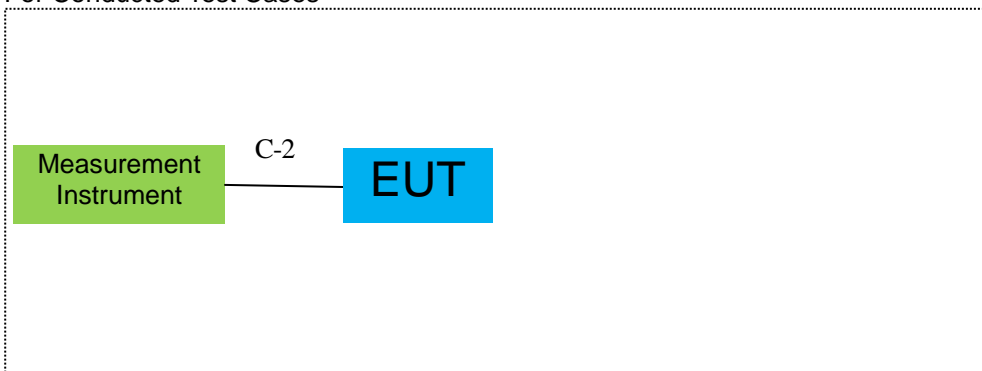 For Conducted Test Cases
C-2
Measurement
Instrument
EUT